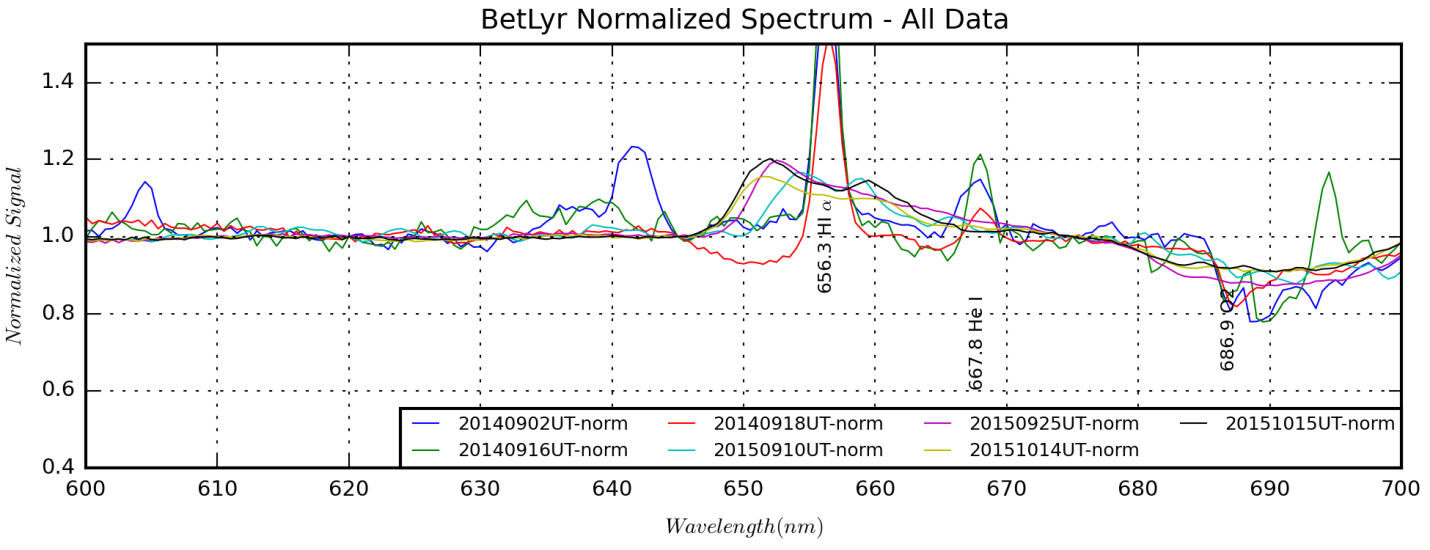 BetLyr Normalized Spectrum - All Data
Normalized Signal
1.4
1.2
1.0
0.8
0.6
0.4
656.3 HI α
667.8 He I
686.9 O2
20140902UT-norm 20140918UT-norm 20150925UT-norm 20151015UT-norm
20140916UT-norm 20150910UT-norm 20151014UT-norm
600 610 620 630 640 650 660 670 680 690 700
Wavelength(nm)